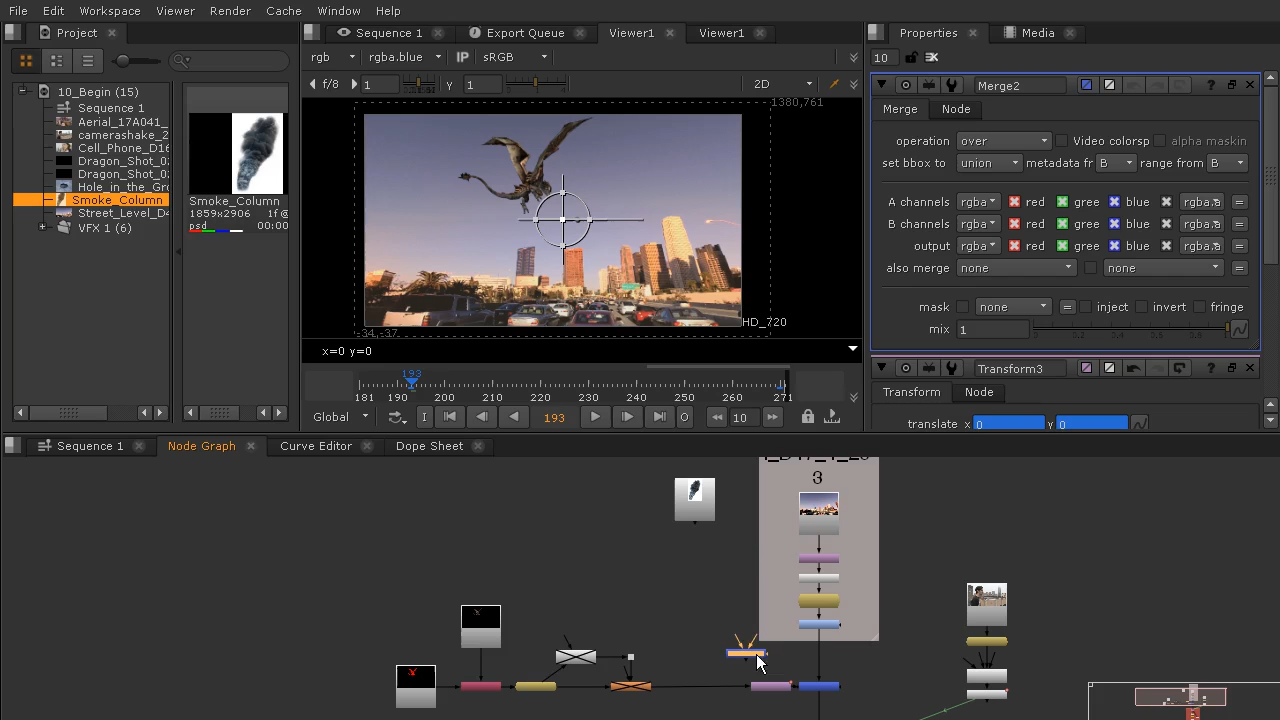 File Edit Workspace Viewer Render Cache Window Help
Project
Sequence 1 Export Queue Viewer1 Viewer1
Properties Media
rgb rgba.blue IP sRGB
10
f/8 1 y 1 2D
Merge2
10_Begin (15)
Sequence 1
Aerial_17A041_
camerashake_2
Cell_Phone_D16
Dragon_Shot_0
Dragon_Shot_0
Hole_in_the_Gr
Smoke_Column
Street_Level_D4
VFX 1 (6)
Smoke_Column
1859x2906 1f@
psd 00:00
1380,761
HD_720
-34,-37
x=0 y=0
Merge Node
operation over Video colorsp alpha maskin
set bbox to union metadata fr B range from B
A channels rgba red gree blue rgba.a
B channels rgba red gree blue rgba.a
output rgba red gree blue rgba.a
also merge none none
mask none inject invert fringe
mix 1
193
181 190 200 210 220 230 240 250 260 271
Global I 193 O 10
Transform3
Transform Node
translate x 0 y 0
Sequence 1 Node Graph Curve Editor Dope Sheet
3